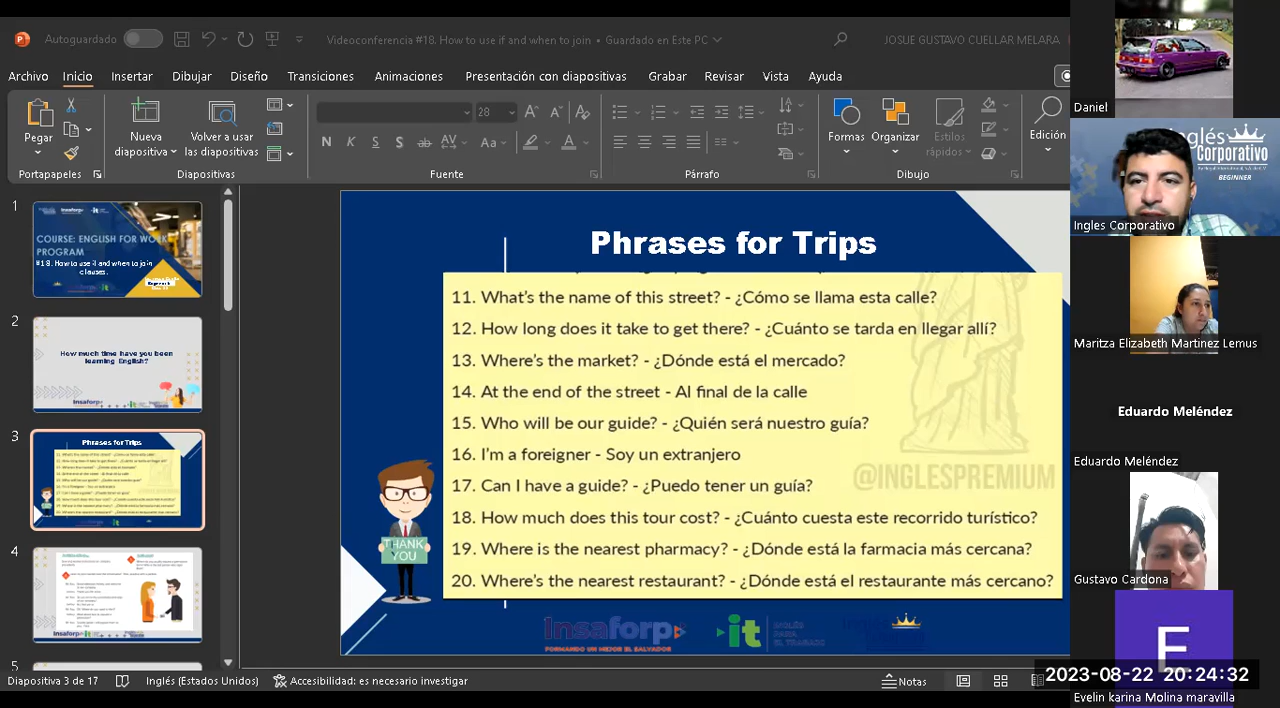 Autoguardado
Videoconferencia #18
if and when to join • Guardado en Este PC
JOSUE GUSTAVO CUELLAR MELARA
Archivo Inicio Insertar Dibujar Diseño Transiciones Animaciones Presentación con diapositivas Grabar Revisar Vista Ayuda
28
Pegar
Nueva diapositiva
Volver a usar las diapositivas
Formas
Organizar
Estilos rápidos
Edición
N K S S ab AV Aa A
Portapapeles Diapositivas Fuente Párrafo Dibujo
1
COURSE: ENGLISH FOR WORK
PROGRAM
#18. How to use if and when to join
clauses.
2
How much time have you been
learning English?
3
Phrases for Trips
4
5
Phrases for Trips
11. What's the name of this street? - ¿Cómo se llama esta calle?
12. How long does it take to get there? - ¿Cuánto se tarda en llegar allí?
13. Where's the market? - ¿Dónde está el mercado?
14. At the end of the street - Al final de la calle
15. Who will be our guide? - ¿Quién será nuestro guía?
16. I'm a foreigner - Soy un extranjero
17. Can I have a guide? - ¿Puedo tener un guía?
18. How much does this tour cost? - ¿Cuánto cuesta este recorrido turístico?
19. Where is the nearest pharmacy? - ¿Dónde está la farmacia más cercana?
20. Where's the nearest restaurant? - ¿Dónde está el restaurante más cercano?
@INGLESPREMIUM
THANK
YOU
Insaforp
FORMANDO UN MEJOR EL SALVADOR
it
INGLÉS
PARA
EL TRABAJO
Diapositiva 3 de 17
Inglés (Estados Unidos)
Accesibilidad: es necesario investigar
Notas
Daniel
Inglés
Corporativo
BEGINNER
Ingles Corporativo
Maritza Elizabeth Martinez Lemus
Eduardo Meléndez
Eduardo Meléndez
Gustavo Cardona
E
2023-08-22 20:24:32
Evelin karina Molina maravilla